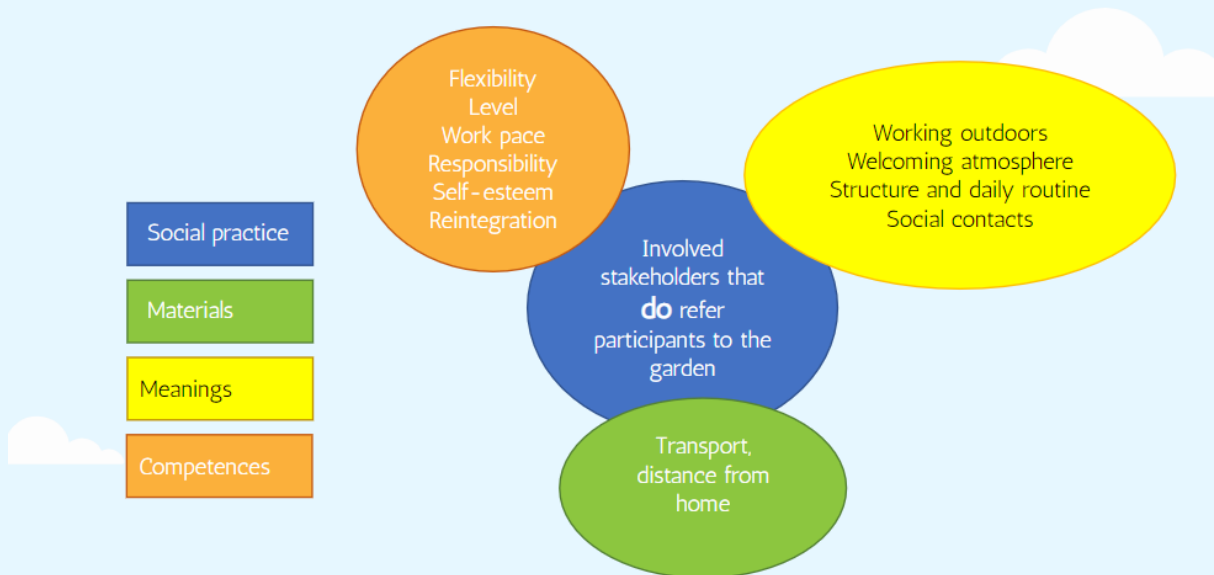 Flexibility
Level
Work pace
Responsibility
Self-esteem
Reintegration
Working outdoors
Welcoming atmosphere
Structure and daily routine
Social contacts
Social practice
Materials
Meanings
Competences
Involved
stakeholders that
do refer
participants to the
garden
Transport,
distance from
home